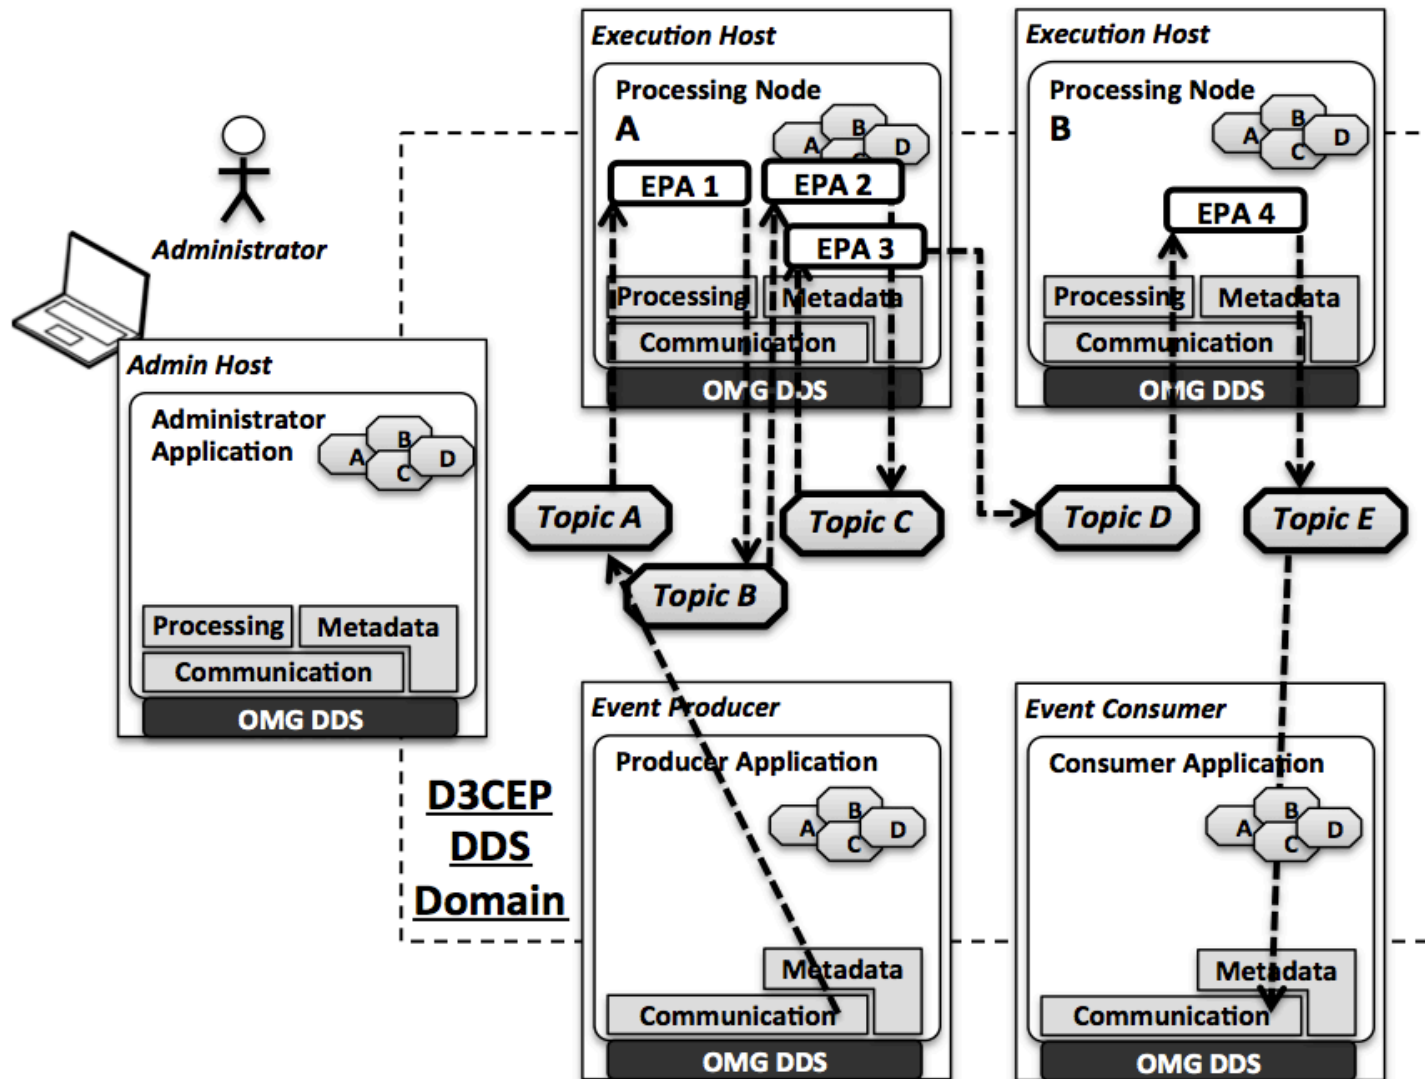 Execution Host
Processing Node
A
A
B
C
D
EPA 1
EPA 2
EPA 3
Processing
Metadata
Communication
OMG DDS
Execution Host
Processing Node
B
A
B
C
D
EPA 4
Processing
Metadata
Communication
OMG DDS
Administrator
Admin Host
Administrator
Application
A
B
C
D
Processing
Metadata
Communication
OMG DDS
Topic A
Topic B
Topic C
Topic D
Topic E
D3CEP
DDS
Domain
Event Producer
Producer Application
A
B
C
D
Metadata
Communication
OMG DDS
Event Consumer
Consumer Application
A
B
C
D
Metadata
Communication
OMG DDS